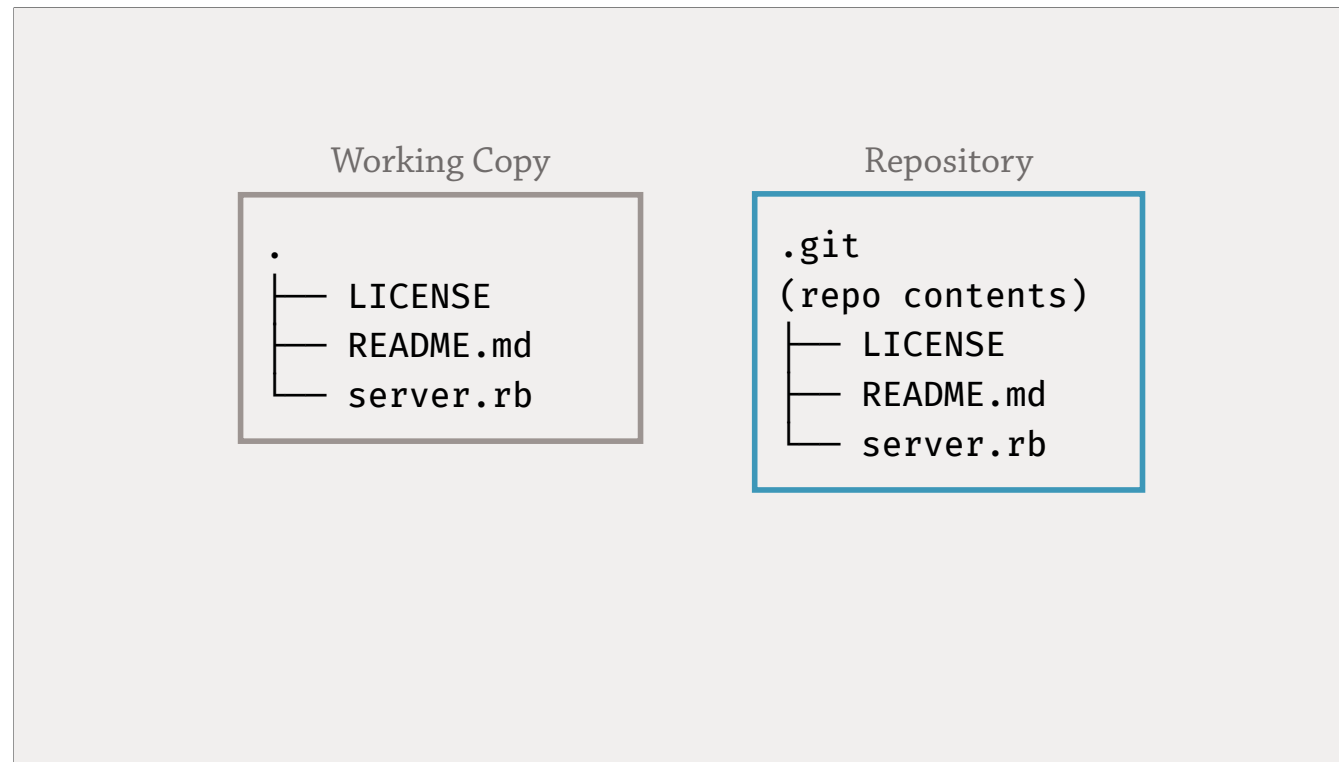 Working Copy
.
├── LICENSE
├── README.md
└── server.rb
Repository
.git
(repo contents)
├── LICENSE
├── README.md
└── server.rb